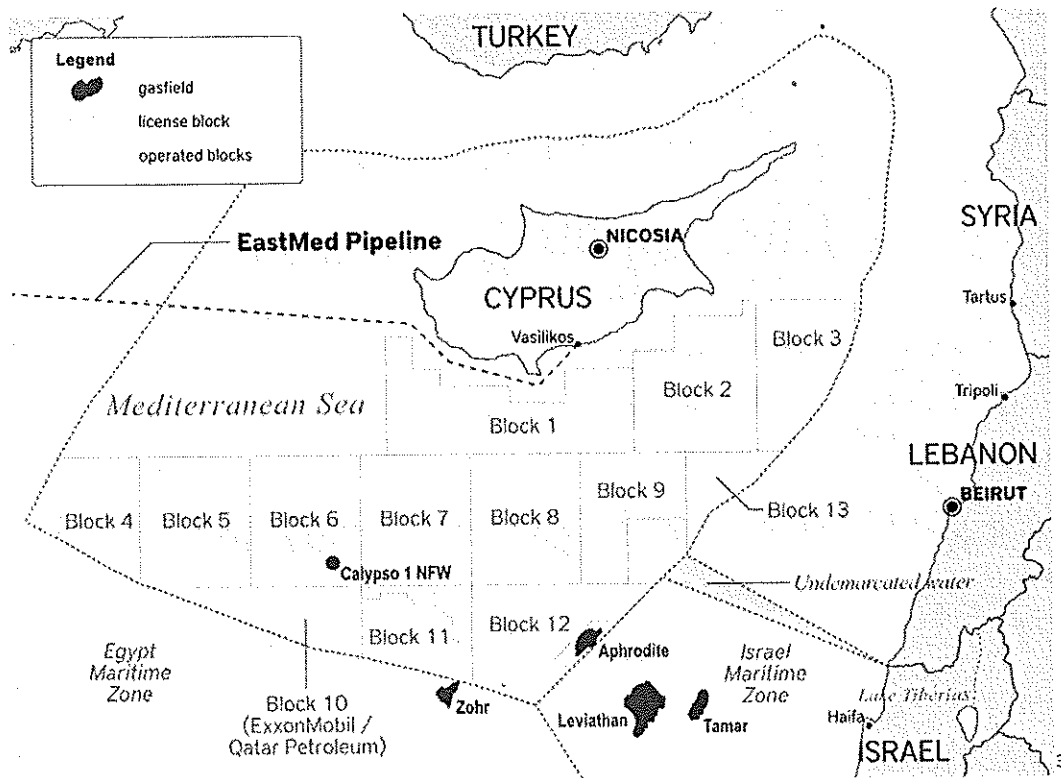 TURKEY
Legend
gasfield
license block
operated blocks
EastMed Pipeline
NICOSIA
SYRIA
CYPRUS
Tartus
Vasilikos
Block 3
Block 2
Mediterranean Sea
Tripoli
Block 1
LEBANON
BEIRUT
Block 4
Block 5
Block 6
Block 7
Block 8
Block 9
Block 13
Calypso 1 NFW
Undemarcated water
Block 11
Block 12
Aphrodite
Egypt
Maritime
Zone
Israel
Maritime
Zone
Block 10
(ExxonMobil /
Qatar Petroleum)
Zohr
Leviathan
Tamar
Lake Tiberias
Haifa
ISRAEL